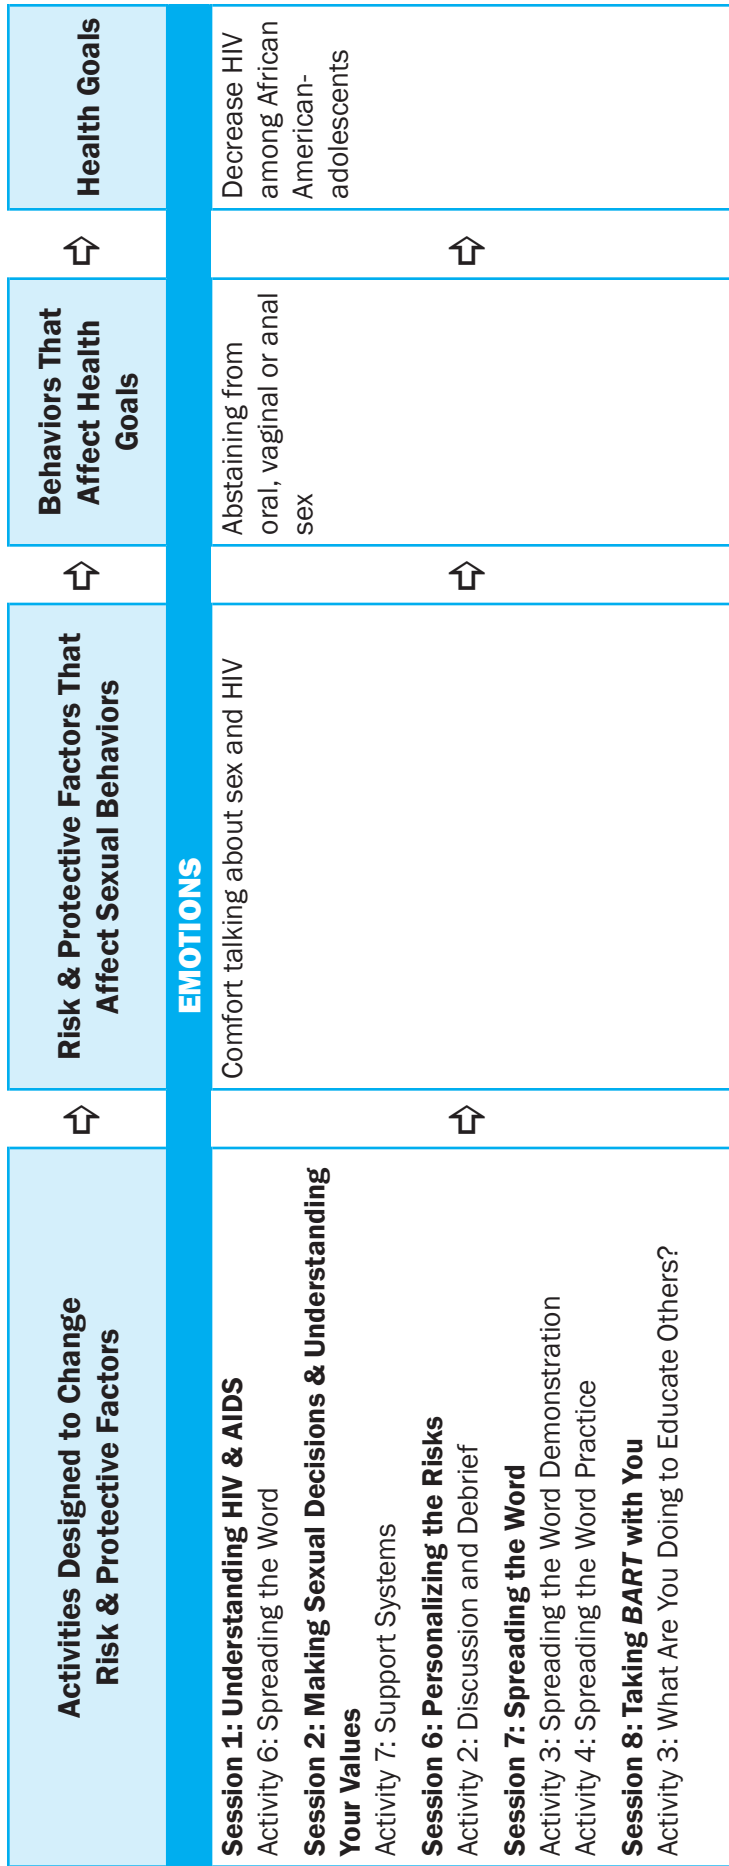 Activities Designed to Change
Risk & Protective Factors
Risk & Protective Factors That
Affect Sexual Behaviors
Behaviors That
Affect Health
Goals
Health Goals
EMOTIONS
Session 1: Understanding HIV & AIDS
Activity 6: Spreading the Word
Session 2: Making Sexual Decisions & Understanding
Your Values
Activity 7: Support Systems
Session 6: Personalizing the Risks
Activity 2: Discussion and Debrief
Session 7: Spreading the Word
Activity 3: Spreading the Word Demonstration
Activity 4: Spreading the Word Practice
Session 8: Taking BART with You
Activity 3: What Are You Doing to Educate Others?
Comfort talking about sex and HIV
Abstaining from
oral, vaginal or anal
sex
Decrease HIV
among African
American-
adolescents